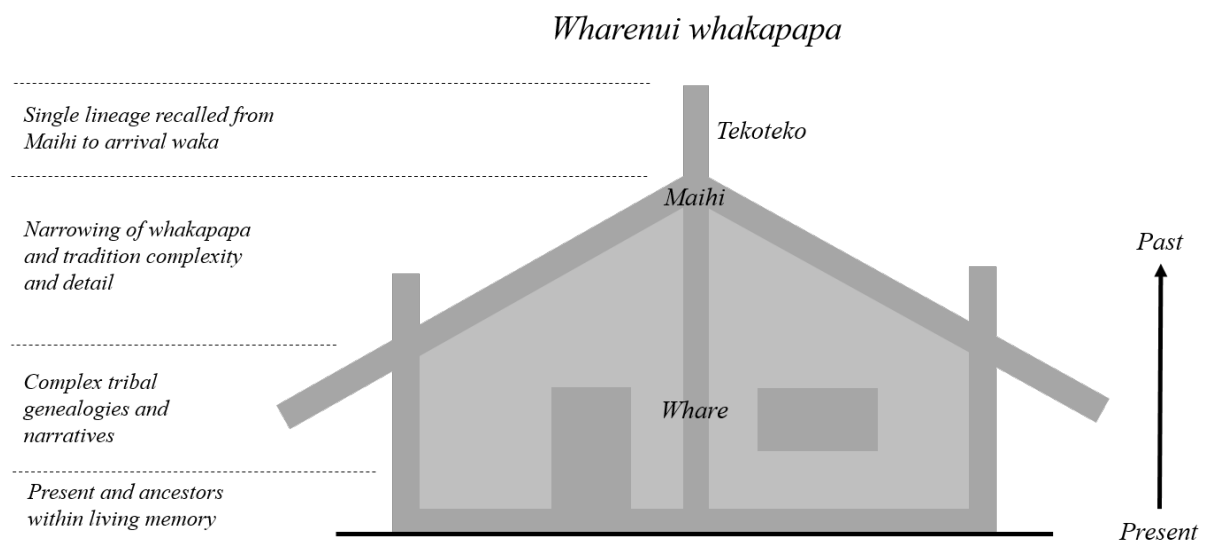 Wharenui whakapapa
Single lineage recalled from
Maihi to arrival waka
Tekoteko
Maihi
Narrowing of whakapapa
and tradition complexity
and detail
Past
Complex tribal
genealogies and
narratives
Whare
Present and ancestors
within living memory
Present